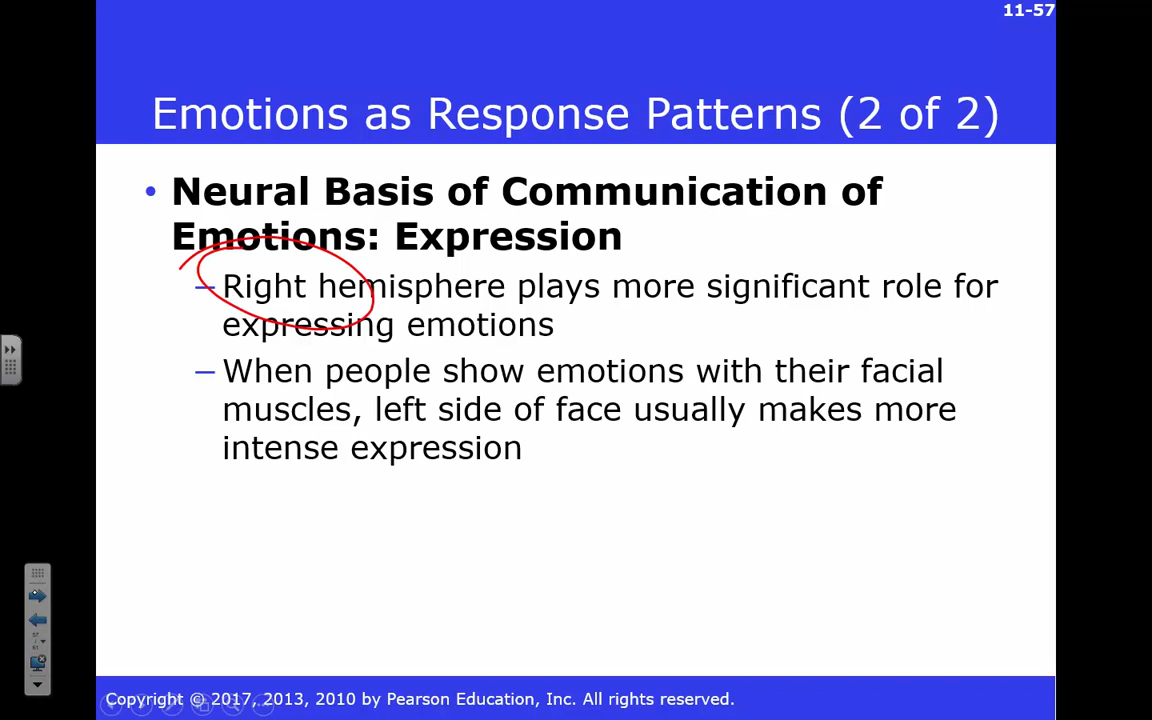 11-57
Emotions as Response Patterns (2 of 2)
• Neural Basis of Communication of
Emotions: Expression
– Right hemisphere plays more significant role for
expressing emotions
– When people show emotions with their facial
muscles, left side of face usually makes more
intense expression
57
61
Copyright © 2017, 2013, 2010 by Pearson Education, Inc. All rights reserved.